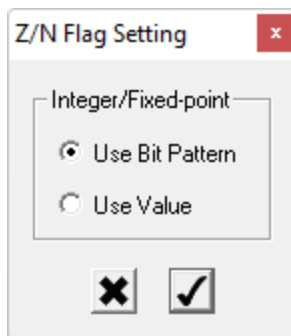 Z/N Flag Setting
Integer/Fixed-point
Use Bit Pattern
Use Value